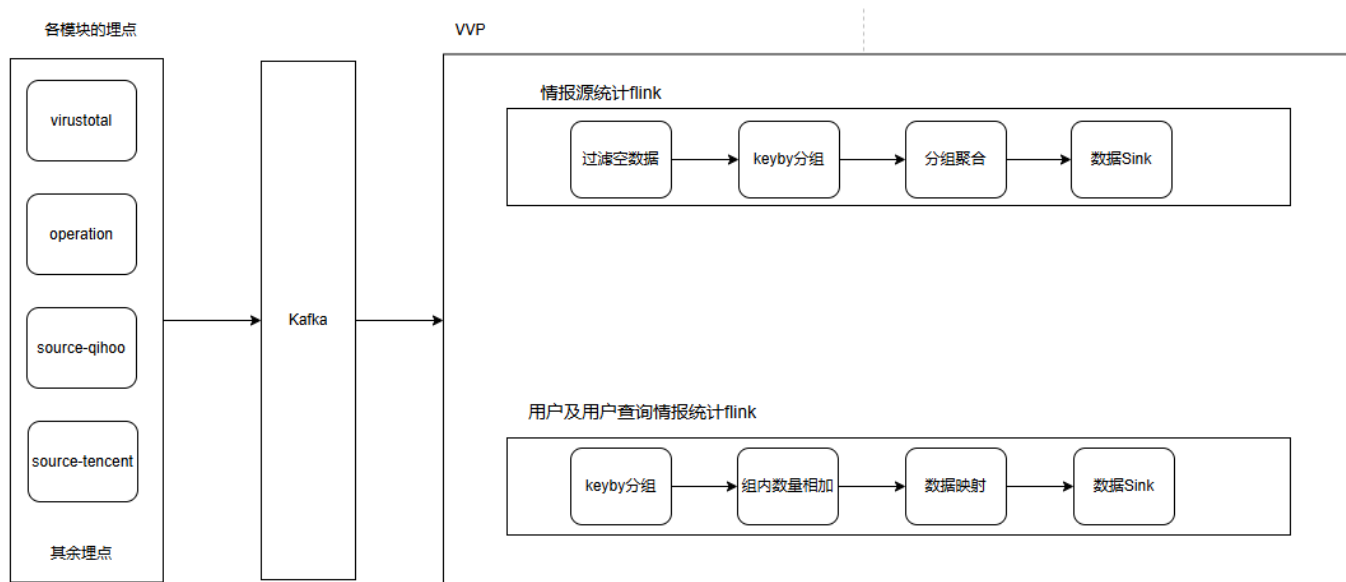 各模块的埋点
virustotal
operation
source-qihoo
source-tencent
其余埋点
Kafka
VVP
情报源统计flink
过滤空数据
keyby分组
分组聚合
数据Sink
用户及用户查询情报统计flink
keyby分组
组内数量相加
数据映射
数据Sink